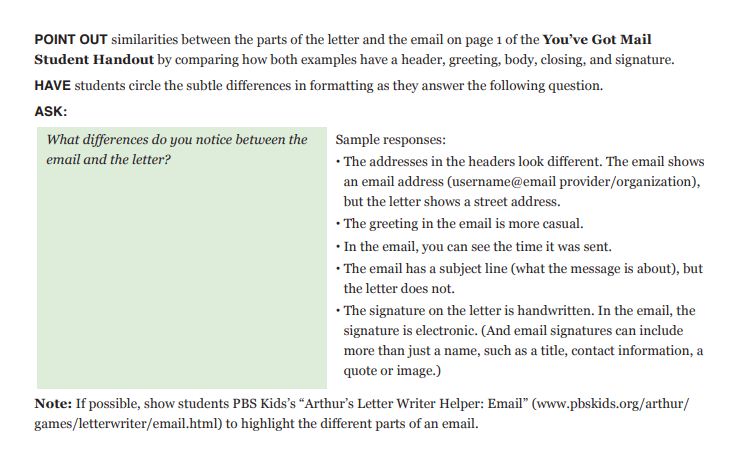 POINT OUT similarities between the parts of the letter and the email on page 1 of the You’ve Got Mail
Student Handout by comparing how both examples have a header, greeting, body, closing, and signature.
HAVE students circle the subtle differences in formatting as they answer the following question.
ASK:
What differences do you notice between the
email and the letter?
Sample responses:
• The addresses in the headers look different. The email shows
an email address (username@email provider/organization),
but the letter shows a street address.
• The greeting in the email is more casual.
• In the email, you can see the time it was sent.
• The email has a subject line (what the message is about), but
the letter does not.
• The signature on the letter is handwritten. In the email, the
signature is electronic. (And email signatures can include
more than just a name, such as a title, contact information, a
quote or image.)
Note: If possible, show students PBS Kids’s “Arthur’s Letter Writer Helper: Email” (www.pbskids.org/arthur/
games/letterwriter/email.html) to highlight the different parts of an email.